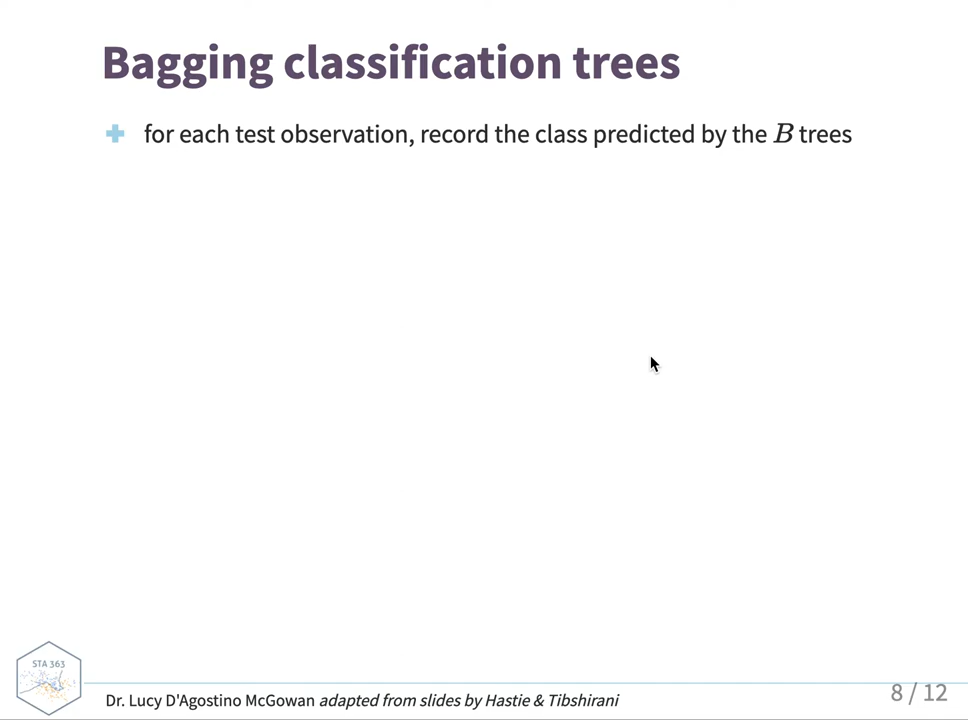 Bagging classification trees
for each test observation, record the class predicted by the B trees
STA 363
Dr. Lucy D'Agostino McGowan adapted from slides by Hastie & Tibshirani
8 / 12